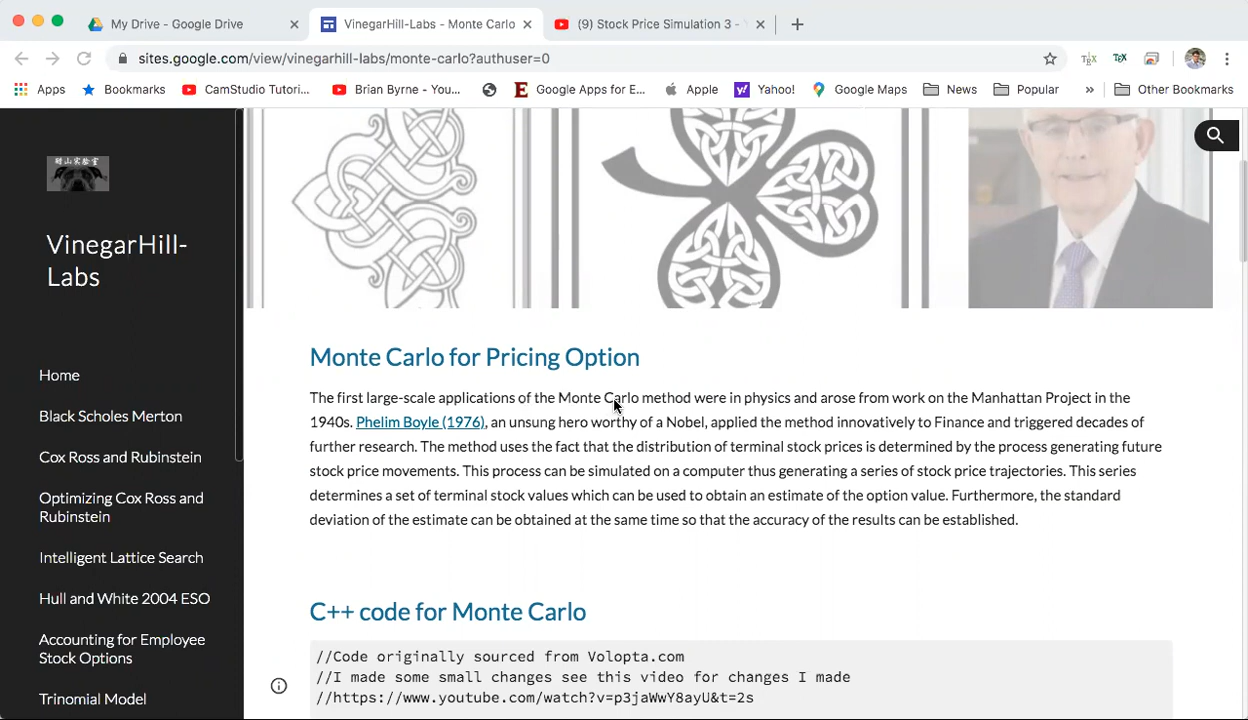 My Drive - Google Drive
VinegarHill-Labs - Monte Carlo
(9) Stock Price Simulation 3 -
sites.google.com/view/vinegarhill-labs/monte-carlo?authuser=0
TeX
TeX
Apps
Bookmarks
CamStudio Tutori...
Brian Byrne - You...
Google Apps for E...
Apple
Yahoo!
Google Maps
News
Popular
»
Other Bookmarks
VinegarHill-
Labs
Home
Black Scholes Merton
Cox Ross and Rubinstein
Optimizing Cox Ross and
Rubinstein
Intelligent Lattice Search
Hull and White 2004 ESO
Accounting for Employee
Stock Options
Trinomial Model
Monte Carlo for Pricing Option
The first large-scale applications of the Monte Carlo method were in physics and arose from work on the Manhattan Project in the
1940s. Phelim Boyle (1976), an unsung hero worthy of a Nobel, applied the method innovatively to Finance and triggered decades of
further research. The method uses the fact that the distribution of terminal stock prices is determined by the process generating future
stock price movements. This process can be simulated on a computer thus generating a series of stock price trajectories. This series
determines a set of terminal stock values which can be used to obtain an estimate of the option value. Furthermore, the standard
deviation of the estimate can be obtained at the same time so that the accuracy of the results can be established.
C++ code for Monte Carlo
//Code originally sourced from Volopta.com
//I made some small changes see this video for changes I made
//https://www.youtube.com/watch?v=p3jaWwY8ayU&t=2s